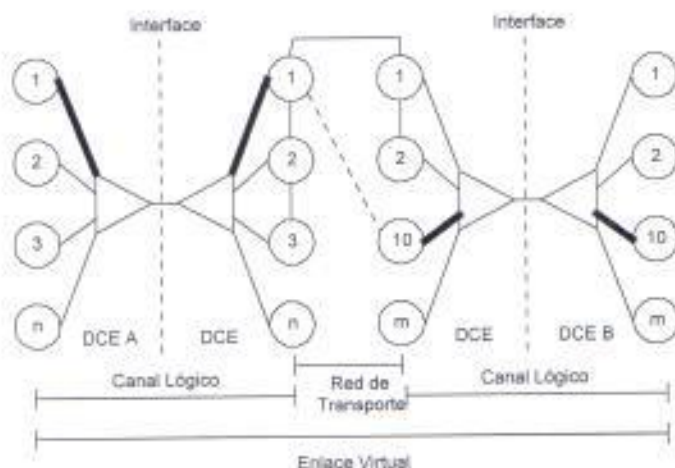 Interface
Interface
1
1
1
1
2
2
2
2
3
3
10
10
n
n
m
m
DCE A
DCE
DCE
DCE B
Canal Lógico
Red de
Transporte
Canal Lógico
Enlace Virtual